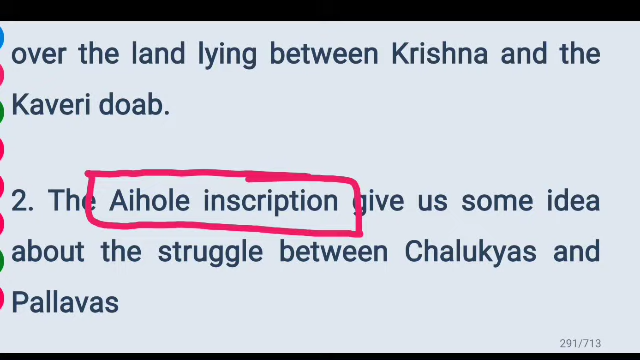 over the land lying between Krishna and the
Kaveri doab.
2. The Aihole inscription give us some idea
about the struggle between Chalukyas and
Pallavas
291/713